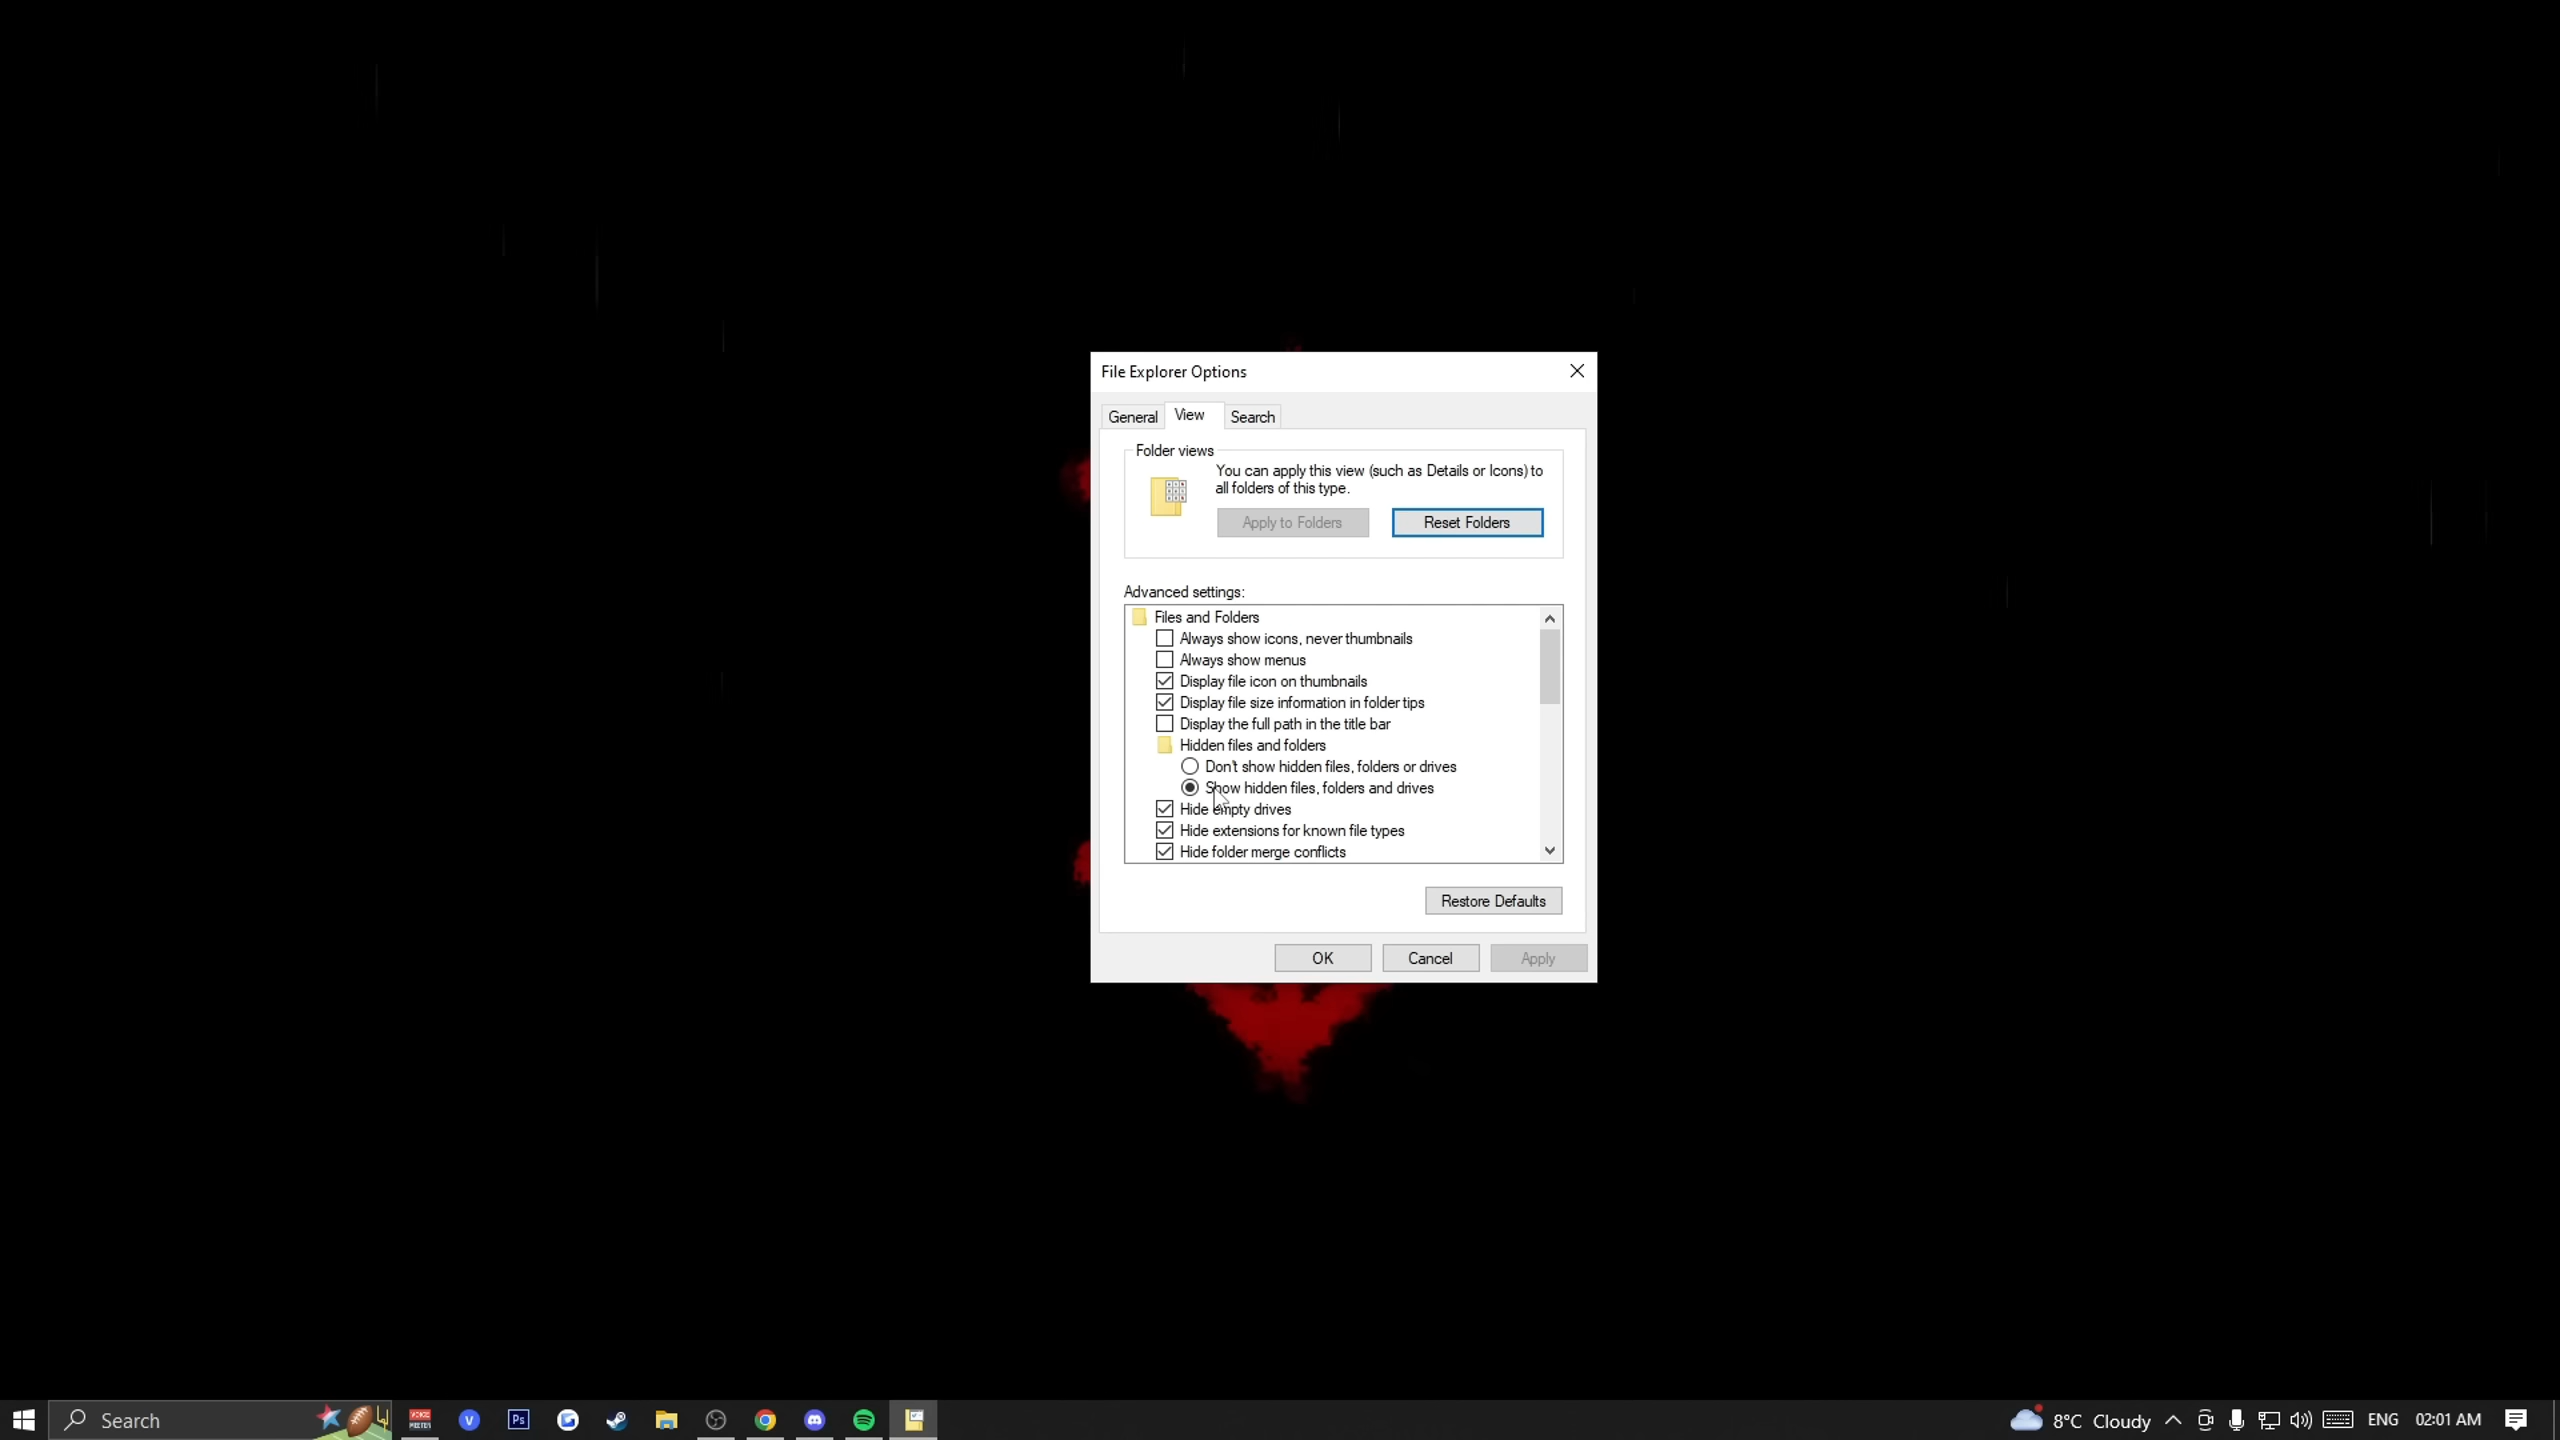 File Explorer Options
General View Search
Folder views
You can apply this view (such as Details or Icons) to
all folders of this type.
Apply to Folders Reset Folders
Advanced settings:
Files and Folders
Always show icons, never thumbnails
Always show menus
Display file icon on thumbnails
Display file size information in folder tips
Display the full path in the title bar
Hidden files and folders
Don't show hidden files, folders or drives
Show hidden files, folders and drives
Hide empty drives
Hide extensions for known file types
Hide folder merge conflicts
Restore Defaults
OK Cancel Apply
Search VOICE MEETER V Ps 8°C Cloudy ENG 02:01 AM